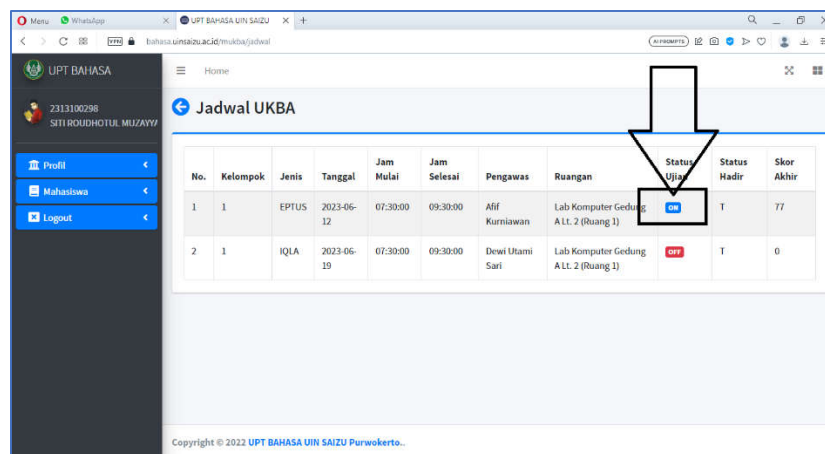 Menu WhatsApp UPT BAHASA UIN SAIZU
VPN bahasa.uinsaizu.ac.id/mukba/jadwal AI PROMPTS
UPT BAHASA
Home
2313100298
SITI ROUDHOTUL MUZAYYA
Profil
Mahasiswa
Logout
Jadwal UKBA
No. Kelompok Jenis Tanggal Jam Mulai Jam Selesai Pengawas Ruangan Status Ujian Status Hadir Skor Akhir
1 1 EPTUS 2023-06-12 07:30:00 09:30:00 Afif Kurniawan Lab Komputer Gedung A Lt. 2 (Ruang 1) ON T 77
2 1 IQLA 2023-06-19 07:30:00 09:30:00 Dewi Utami Sari Lab Komputer Gedung A Lt. 2 (Ruang 1) OFF T 0
Copyright © 2022 UPT BAHASA UIN SAIZU Purwokerto..